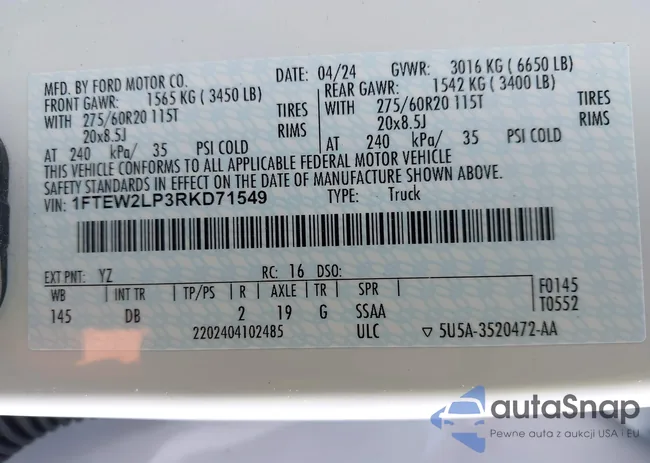 MFD. BY FORD MOTOR CO.
DATE: 04/24 GVWR: 3016 KG ( 6650 LB)
FRONT GAWR: 1565 KG ( 3450 LB) REAR GAWR: 1542 KG ( 3400 LB)
WITH 275/60R20 115T TIRES 275/60R20 115T TIRES
20x8.5J RIMS 20x8.5J RIMS
AT 240 kPa/ 35 PSI COLD AT 240 kPa/ 35 PSI COLD
THIS VEHICLE CONFORMS TO ALL APPLICABLE FEDERAL MOTOR VEHICLE
SAFETY STANDARDS IN EFFECT ON THE DATE OF MANUFACTURE SHOWN ABOVE.
VIN: 1FTEW2LP3RKD71549 TYPE: Truck
EXT PNT: YZ RC: 16 DSO:
WB INT TR TP/PS R AXLE TR SPR F0145
145 DB 2 19 G SSAA T0552
2202404102485 ULC ▽ 5U5A-3520472-AA
autaSnap
Pewne auta z aukcji USA i EU